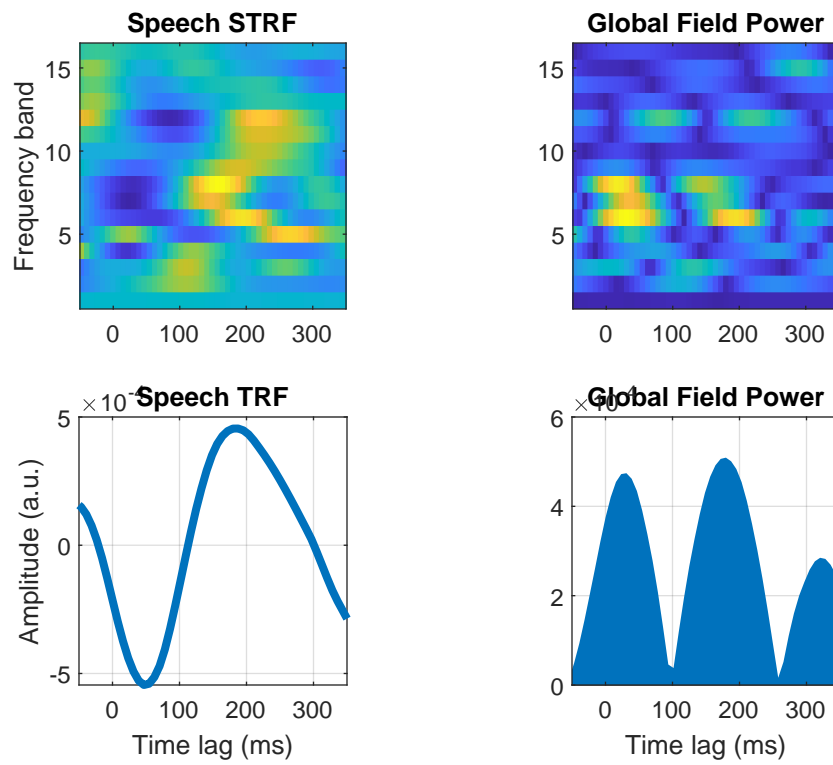 Speech STRF
Frequency band
15
10
5
0 100 200 300
Global Field Power
15
10
5
0 100 200 300
Speech TRF
× 10-4
Amplitude (a.u.)
5
0
-5
0 100 200 300
Time lag (ms)
Global Field Power
6
4
2
0
0 100 200 300
Time lag (ms)